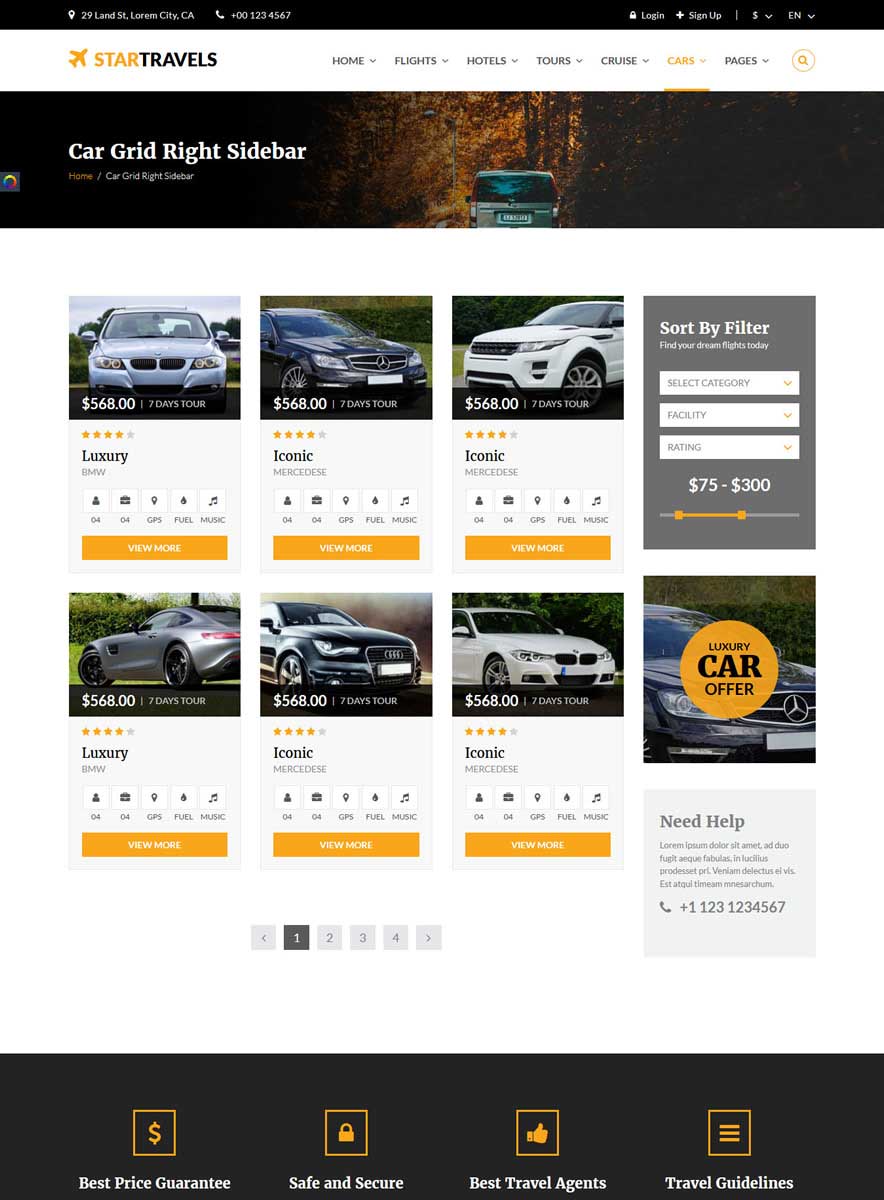 29 Land St, Lorem City, CA +00 123 4567 Login Sign Up | $ EN
STARTRAVELS HOME FLIGHTS HOTELS TOURS CRUISE CARS PAGES
Car Grid Right Sidebar
Home / Car Grid Right Sidebar
$568.00 | 7 DAYS TOUR
Luxury
BMW
04 04 GPS FUEL MUSIC
VIEW MORE
$568.00 | 7 DAYS TOUR
Iconic
MERCEDESE
04 04 GPS FUEL MUSIC
VIEW MORE
$568.00 | 7 DAYS TOUR
Iconic
MERCEDESE
04 04 GPS FUEL MUSIC
VIEW MORE
$568.00 | 7 DAYS TOUR
Luxury
BMW
04 04 GPS FUEL MUSIC
VIEW MORE
$568.00 | 7 DAYS TOUR
Iconic
MERCEDESE
04 04 GPS FUEL MUSIC
VIEW MORE
$568.00 | 7 DAYS TOUR
Iconic
MERCEDESE
04 04 GPS FUEL MUSIC
VIEW MORE
1 2 3 4
Sort By Filter
Find your dream flights today
SELECT CATEGORY
FACILITY
RATING
$75 - $300
LUXURY
CAR
OFFER
Need Help
Lorem ipsum dolor sit amet, ad duo
fugit aeque fabulas, in lucilius
prodesset pri. Veniam delectus ei vis.
Est atqui timeam mnesarchum.
+1 123 1234567
$
Best Price Guarantee Safe and Secure Best Travel Agents Travel Guidelines